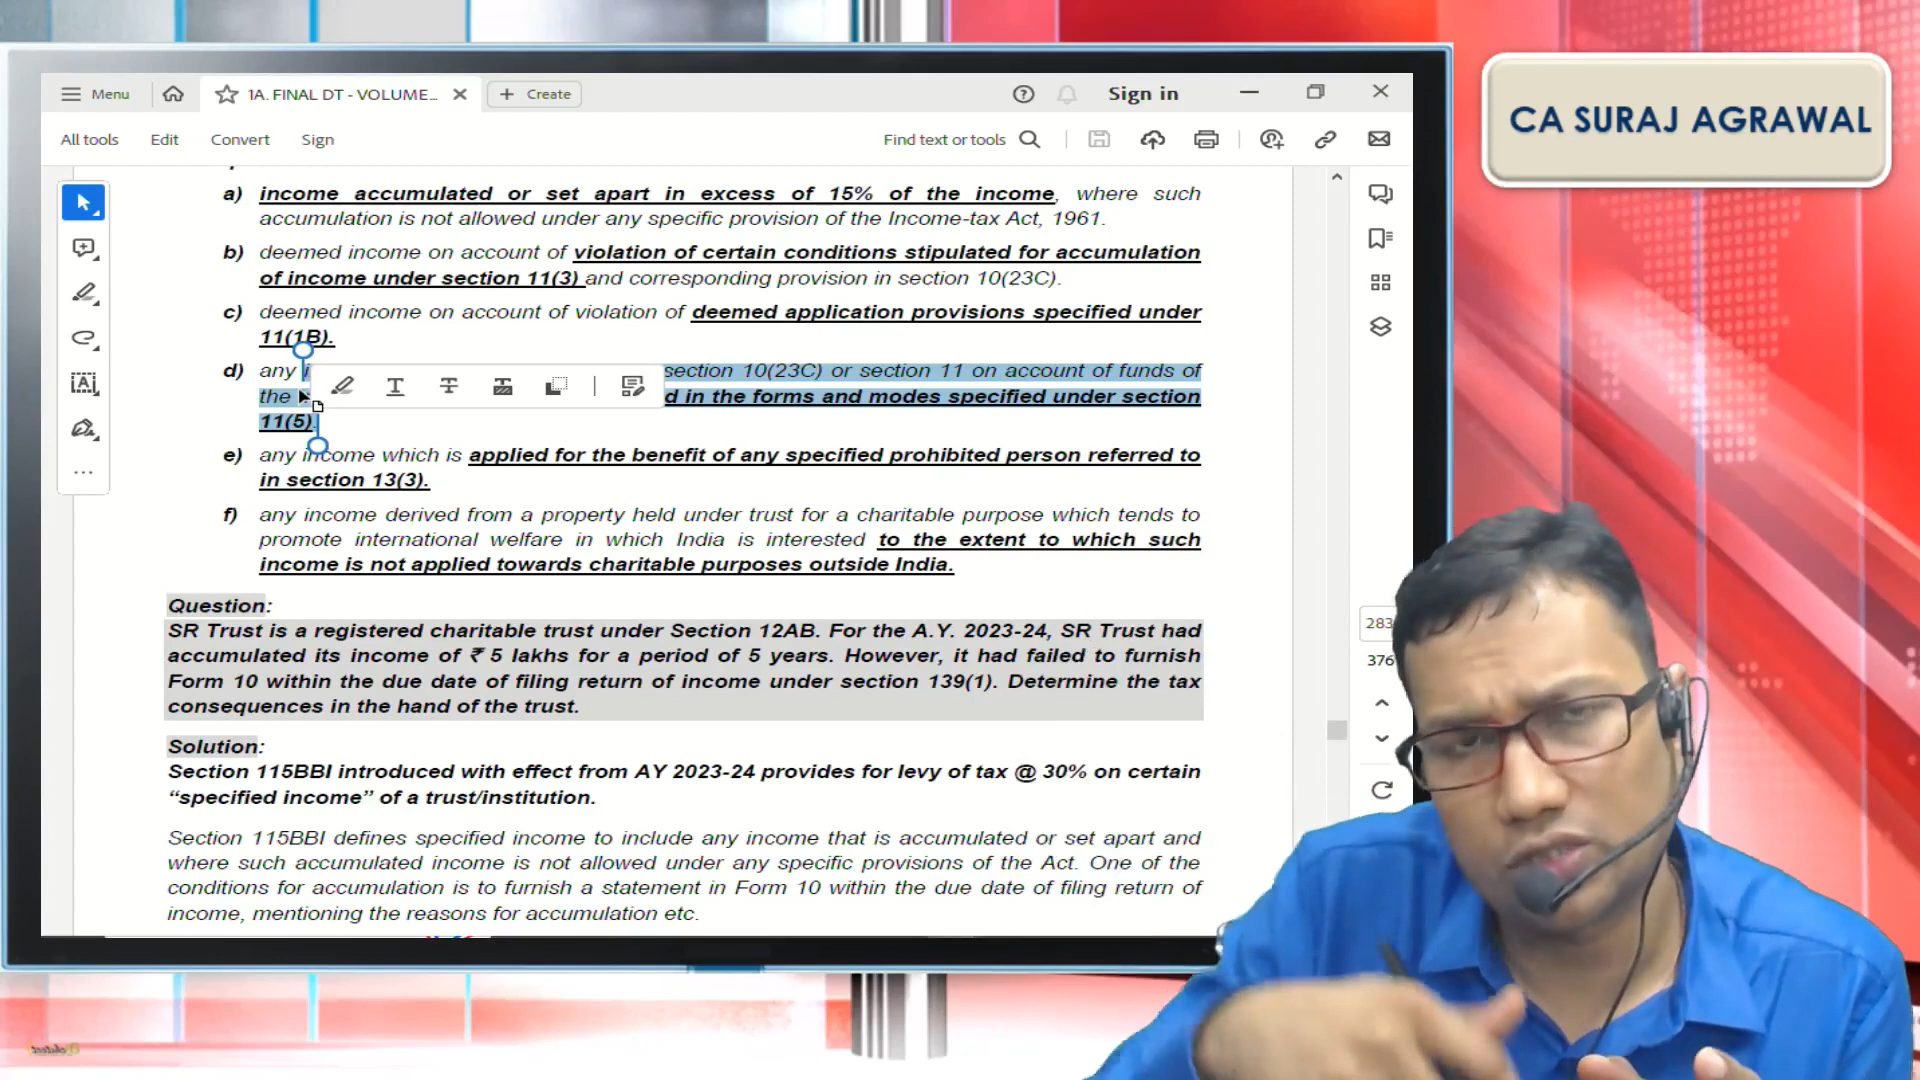 CA SURAJ AGRAWAL
Menu
1A. FINAL DT - VOLUME...
Create
Sign in
All tools
Edit
Convert
Sign
Find text or tools
a) income accumulated or set apart in excess of 15% of the income, where such
accumulation is not allowed under any specific provision of the Income-tax Act, 1961.
b) deemed income on account of violation of certain conditions stipulated for accumulation
of income under section 11(3) and corresponding provision in section 10(23C).
c) deemed income on account of violation of deemed application provisions specified under
11(1B).
d) any section 10(23C) or section 11 on account of funds of
the d in the forms and modes specified under section
11(5).
e) any income which is applied for the benefit of any specified prohibited person referred to
in section 13(3).
f) any income derived from a property held under trust for a charitable purpose which tends to
promote international welfare in which India is interested to the extent to which such
income is not applied towards charitable purposes outside India.
Question:
SR Trust is a registered charitable trust under Section 12AB. For the A.Y. 2023-24, SR Trust had
accumulated its income of ₹ 5 lakhs for a period of 5 years. However, it had failed to furnish
Form 10 within the due date of filing return of income under section 139(1). Determine the tax
consequences in the hand of the trust.
283
376
Solution:
Section 115BBI introduced with effect from AY 2023-24 provides for levy of tax @ 30% on certain
“specified income” of a trust/institution.
Section 115BBI defines specified income to include any income that is accumulated or set apart and
where such accumulated income is not allowed under any specific provisions of the Act. One of the
conditions for accumulation is to furnish a statement in Form 10 within the due date of filing return of
income, mentioning the reasons for accumulation etc.